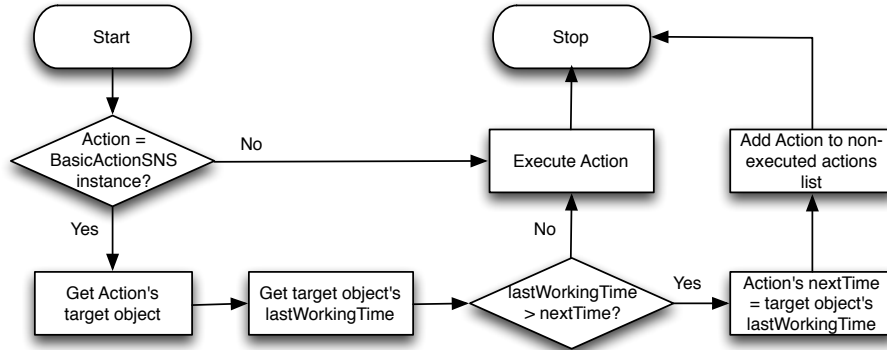 Start
Stop
Action =
BasicActionSNS
instance?
No
Execute Action
Add Action to non-
executed actions
list
Yes
No
Get Action's
target object
Get target object's
lastWorkingTime
lastWorkingTime
> nextTime?
Yes
Action's nextTime
= target object's
lastWorkingTime